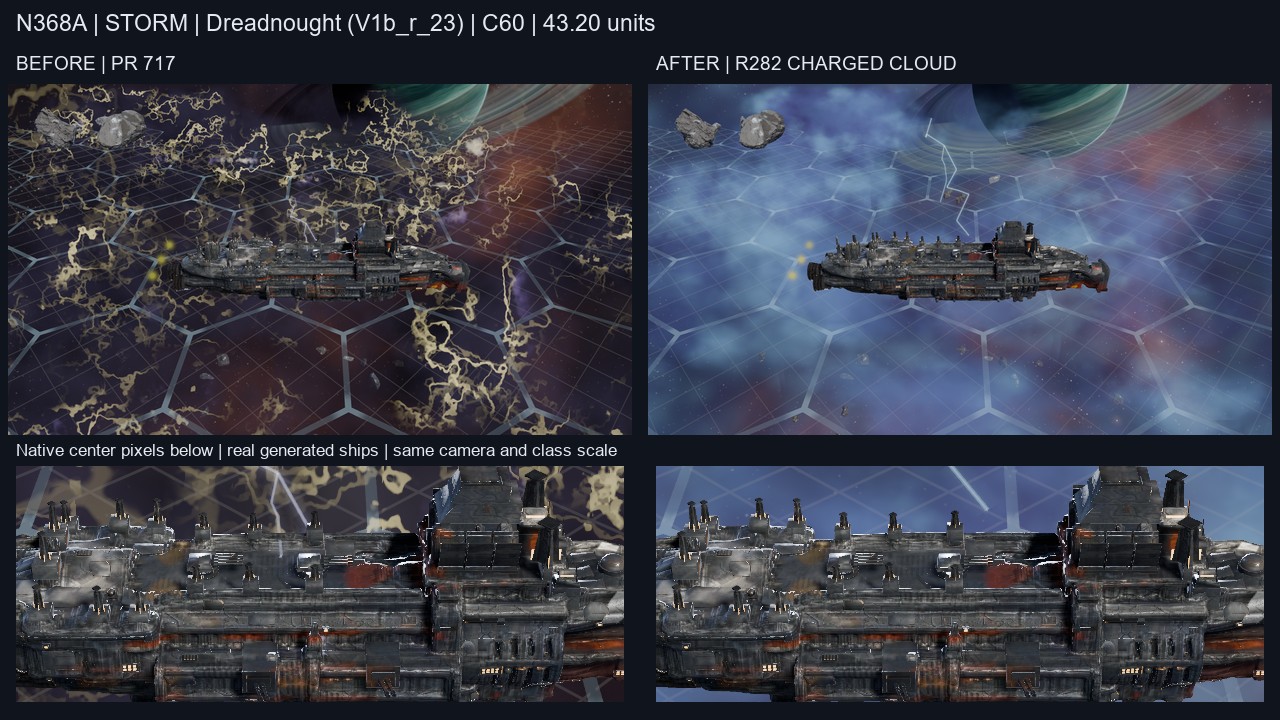 N368A | STORM | Dreadnought (V1b_r_23) | C60 | 43.20 units
BEFORE | PR 717
AFTER | R282 CHARGED CLOUD
Native center pixels below | real generated ships | same camera and class scale